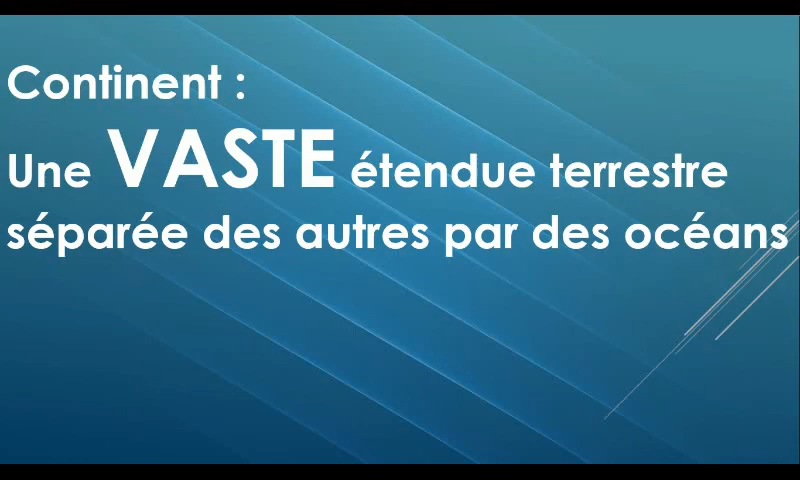 Continent :
Une VASTE étendue terrestre
séparée des autres par des océans